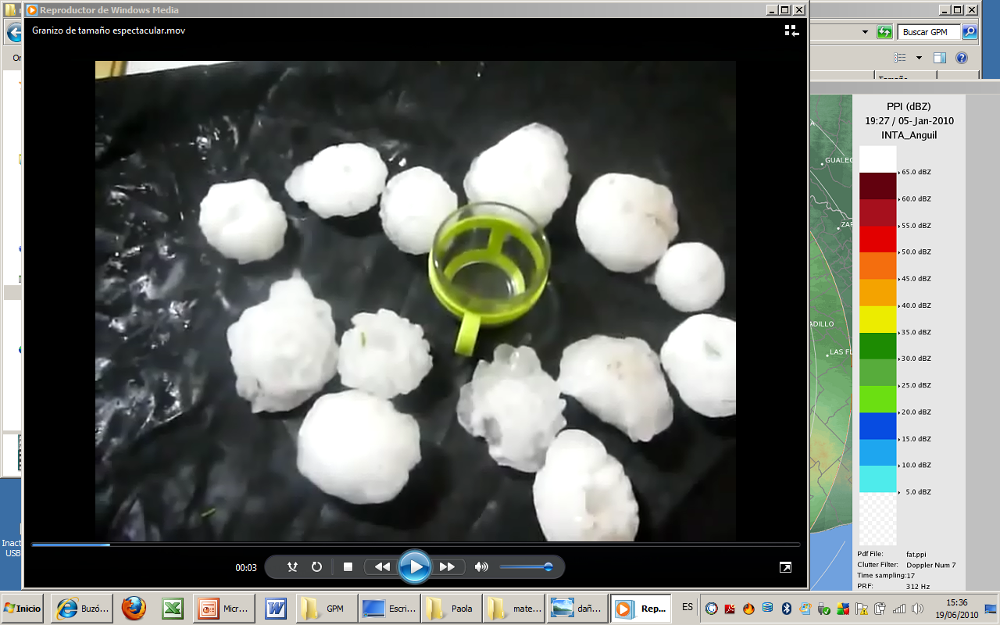 Reproductor de Windows Media
Granizo de tamaño espectacular.mov
Buscar GPM
Tamaño
PPI (dBZ)
19:27 / 05-Jan-2010
INTA_Anguil
65.0 dBZ
60.0 dBZ
55.0 dBZ
50.0 dBZ
45.0 dBZ
40.0 dBZ
35.0 dBZ
30.0 dBZ
25.0 dBZ
20.0 dBZ
15.0 dBZ
10.0 dBZ
5.0 dBZ
GUALEG
ZAR
ADILLO
LAS FL
Pdf File: fat.ppi
Clutter Filter: Doppler Num 7
Time sampling:17
PRF: 312 Hz
Or
Inact
USB
00:03
Inicio
Buzó...
Micr...
GPM
Escri...
Paola
mate...
dañ...
Rep...
ES
15:36
19/06/2010